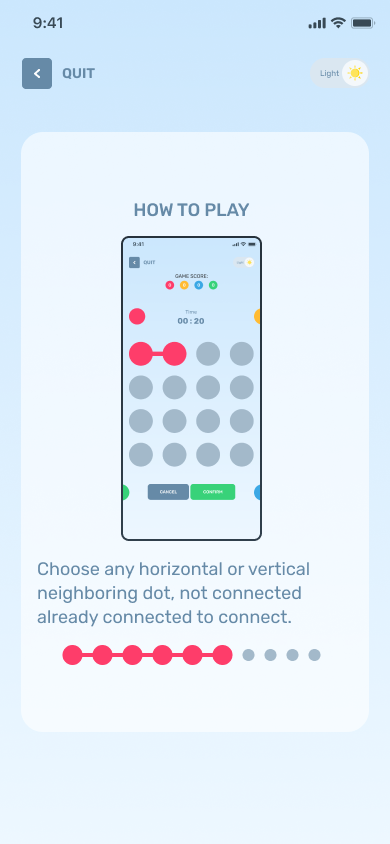 9:41
QUIT
Light
HOW TO PLAY
9:41
QUIT
GAME SCORE:
0 0 0 0
Time
00 : 20
CANCEL
CONFIRM
Choose any horizontal or vertical
neighboring dot, not connected
already connected to connect.